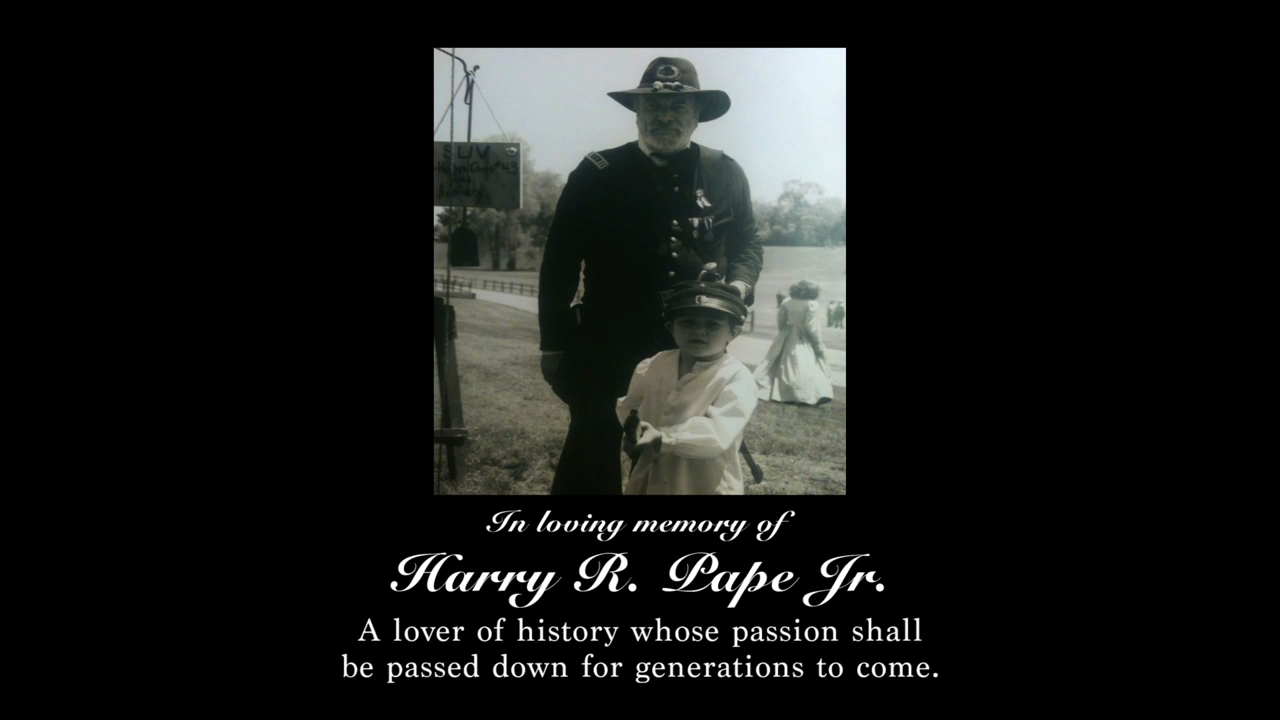 SUV
In loving memory of
Harry R. Pape Jr.
A lover of history whose passion shall
be passed down for generations to come.